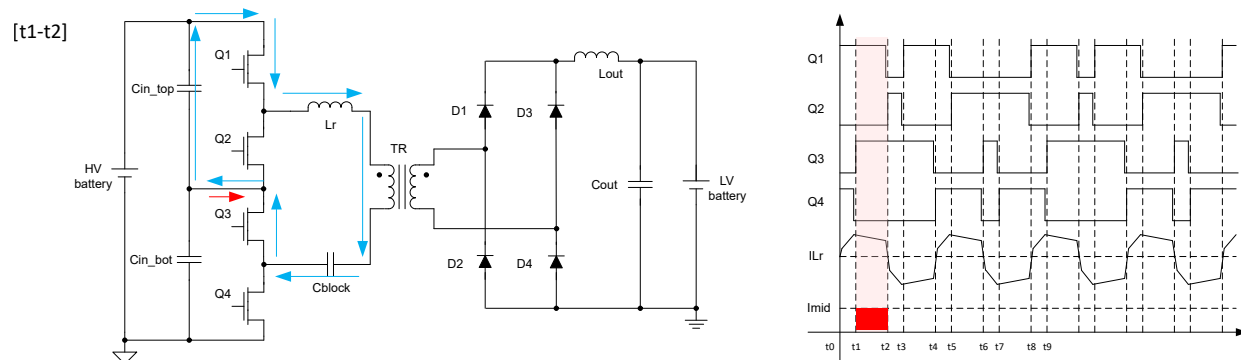 [t1-t2]
Q1
Cin_top
Lr
Q2
HV
battery
Q3
Cin_bot
Q4
Cblock
TR
D1
D3
D2
D4
Lout
Cout
LV
battery
Q1
Q2
Q3
Q4
ILr
Imid
t0 t1 t2 t3 t4 t5 t6 t7 t8 t9